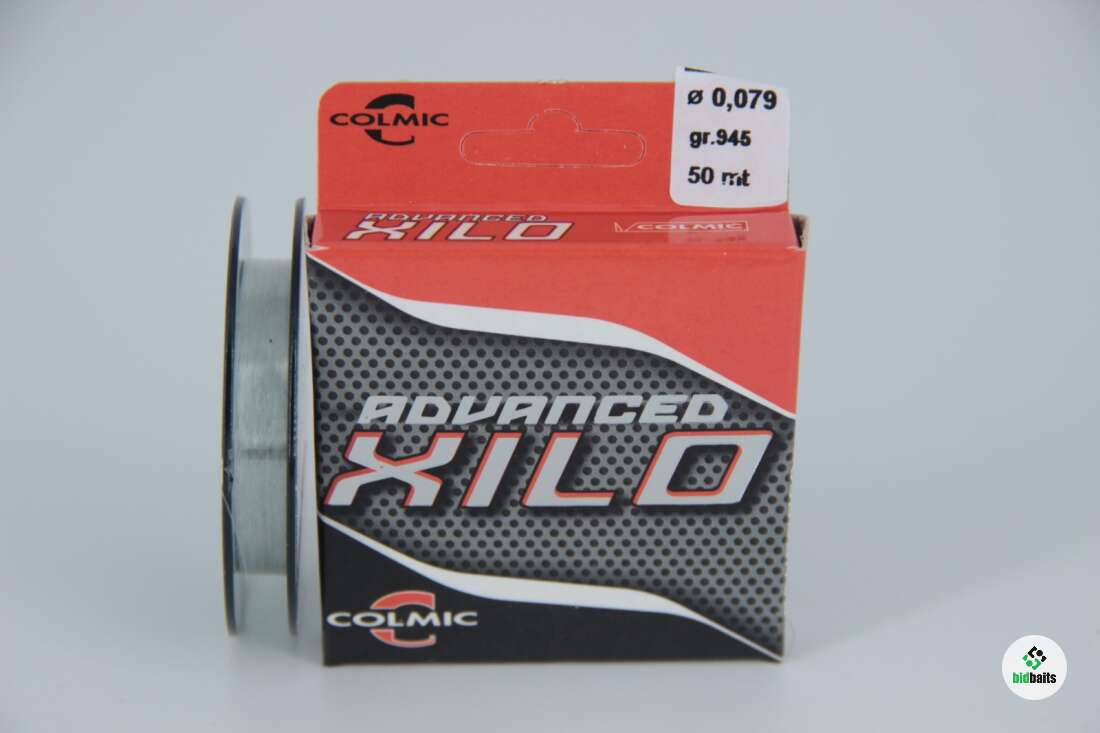 COLMIC
ø 0,079
gr.945
50 mt
ADVANCED
XILO
COLMIC
ADVANCED
XILO
COLMIC
bidbaits